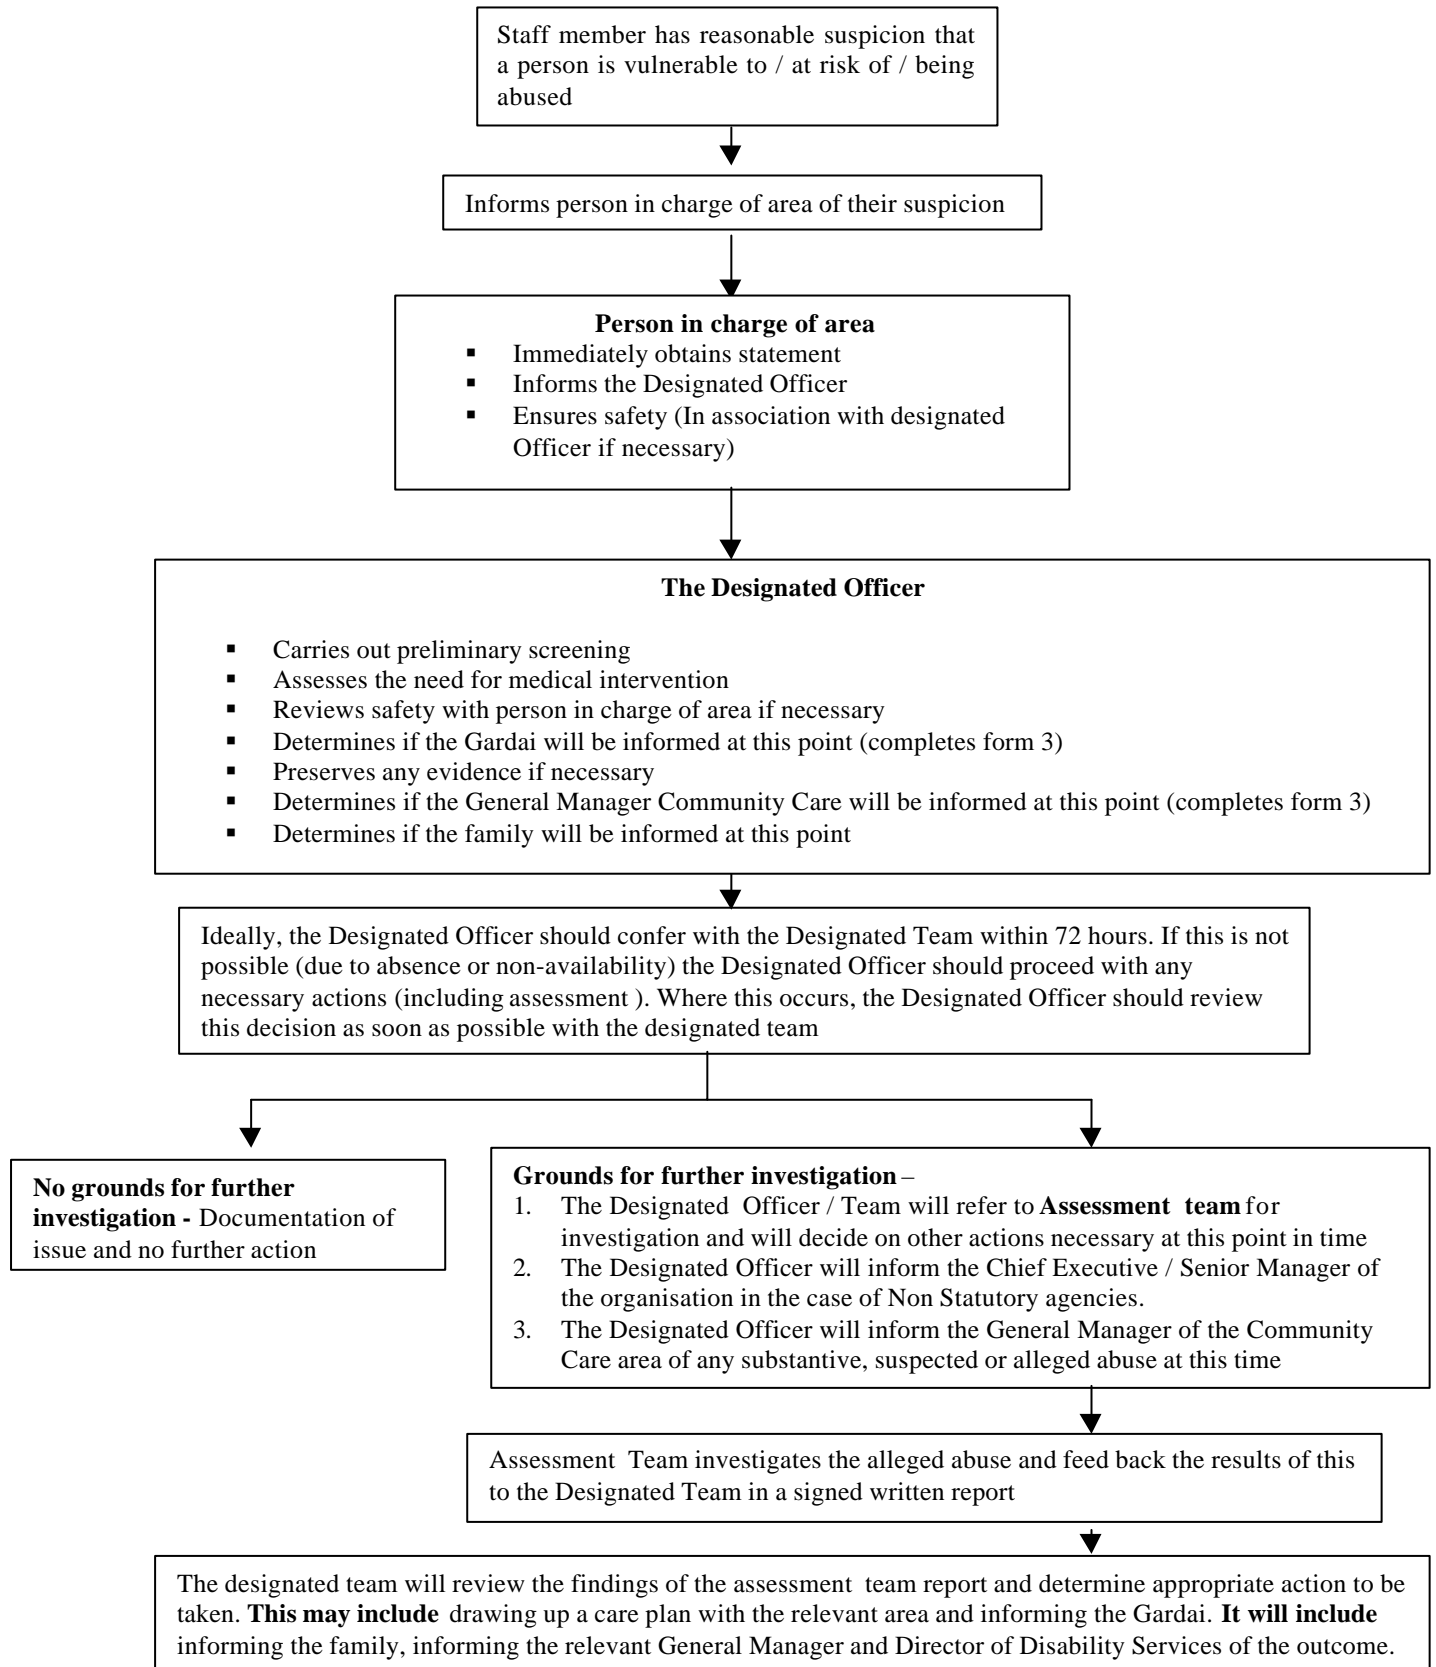 Staff member has reasonable suspicion that
a person is vulnerable to / at risk of / being
abused
Informs person in charge of area of their suspicion
Person in charge of area
▪ Immediately obtains statement
▪ Informs the Designated Officer
▪ Ensures safety (In association with designated
Officer if necessary)
The Designated Officer
▪ Carries out preliminary screening
▪ Assesses the need for medical intervention
▪ Reviews safety with person in charge of area if necessary
▪ Determines if the Gardai will be informed at this point (completes form 3)
▪ Preserves any evidence if necessary
▪ Determines if the General Manager Community Care will be informed at this point (completes form 3)
▪ Determines if the family will be informed at this point
Ideally, the Designated Officer should confer with the Designated Team within 72 hours. If this is not
possible (due to absence or non-availability) the Designated Officer should proceed with any
necessary actions (including assessment ). Where this occurs, the Designated Officer should review
this decision as soon as possible with the designated team
No grounds for further
investigation - Documentation of
issue and no further action
Grounds for further investigation –
1. The Designated Officer / Team will refer to Assessment team for
investigation and will decide on other actions necessary at this point in time
2. The Designated Officer will inform the Chief Executive / Senior Manager of
the organisation in the case of Non Statutory agencies.
3. The Designated Officer will inform the General Manager of the Community
Care area of any substantive, suspected or alleged abuse at this time
Assessment Team investigates the alleged abuse and feed back the results of this
to the Designated Team in a signed written report
The designated team will review the findings of the assessment team report and determine appropriate action to be
taken. This may include drawing up a care plan with the relevant area and informing the Gardai. It will include
informing the family, informing the relevant General Manager and Director of Disability Services of the outcome.